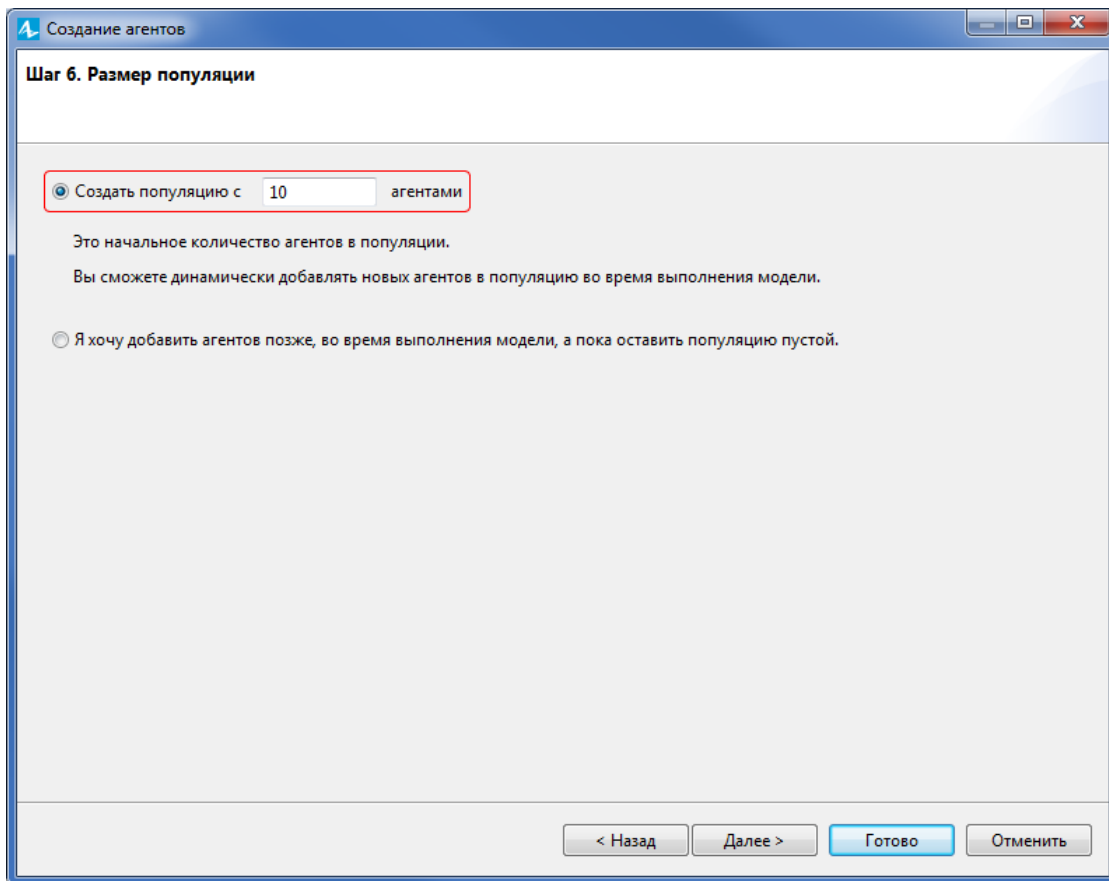 Создание агентов
Шаг 6. Размер популяции
Создать популяцию с 10 агентами
Это начальное количество агентов в популяции.
Вы сможете динамически добавлять новых агентов в популяцию во время выполнения модели.
Я хочу добавить агентов позже, во время выполнения модели, а пока оставить популяцию пустой.
< Назад Далее > Готово Отменить